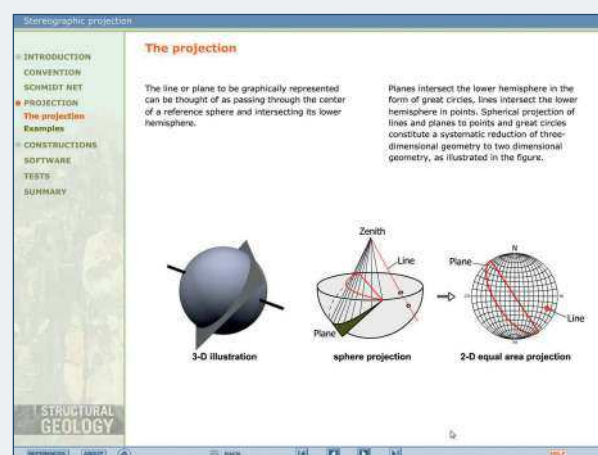 Stereographic projection
INTRODUCTION
CONVENTION
SCHMIDT NET
PROJECTION
The projection
Examples
CONSTRUCTIONS
SOFTWARE
TESTS
SUMMARY
STRUCTURAL
GEOLOGY
The projection
The line or plane to be graphically represented
can be thought of as passing through the center
of a reference sphere and intersecting its lower
hemisphere.
Planes intersect the lower hemisphere in the
form of great circles, lines intersect the lower
hemisphere in points. Spherical projection of
lines and planes to points and great circles
constitute a systematic reduction of three-
dimensional geometry to two dimensional
geometry, as illustrated in the figure.
3-D illustration
Zenith
Line
Plane
sphere projection
N
Plane
Line
2-D equal area projection
REFERENCES ABOUT BACK HELP